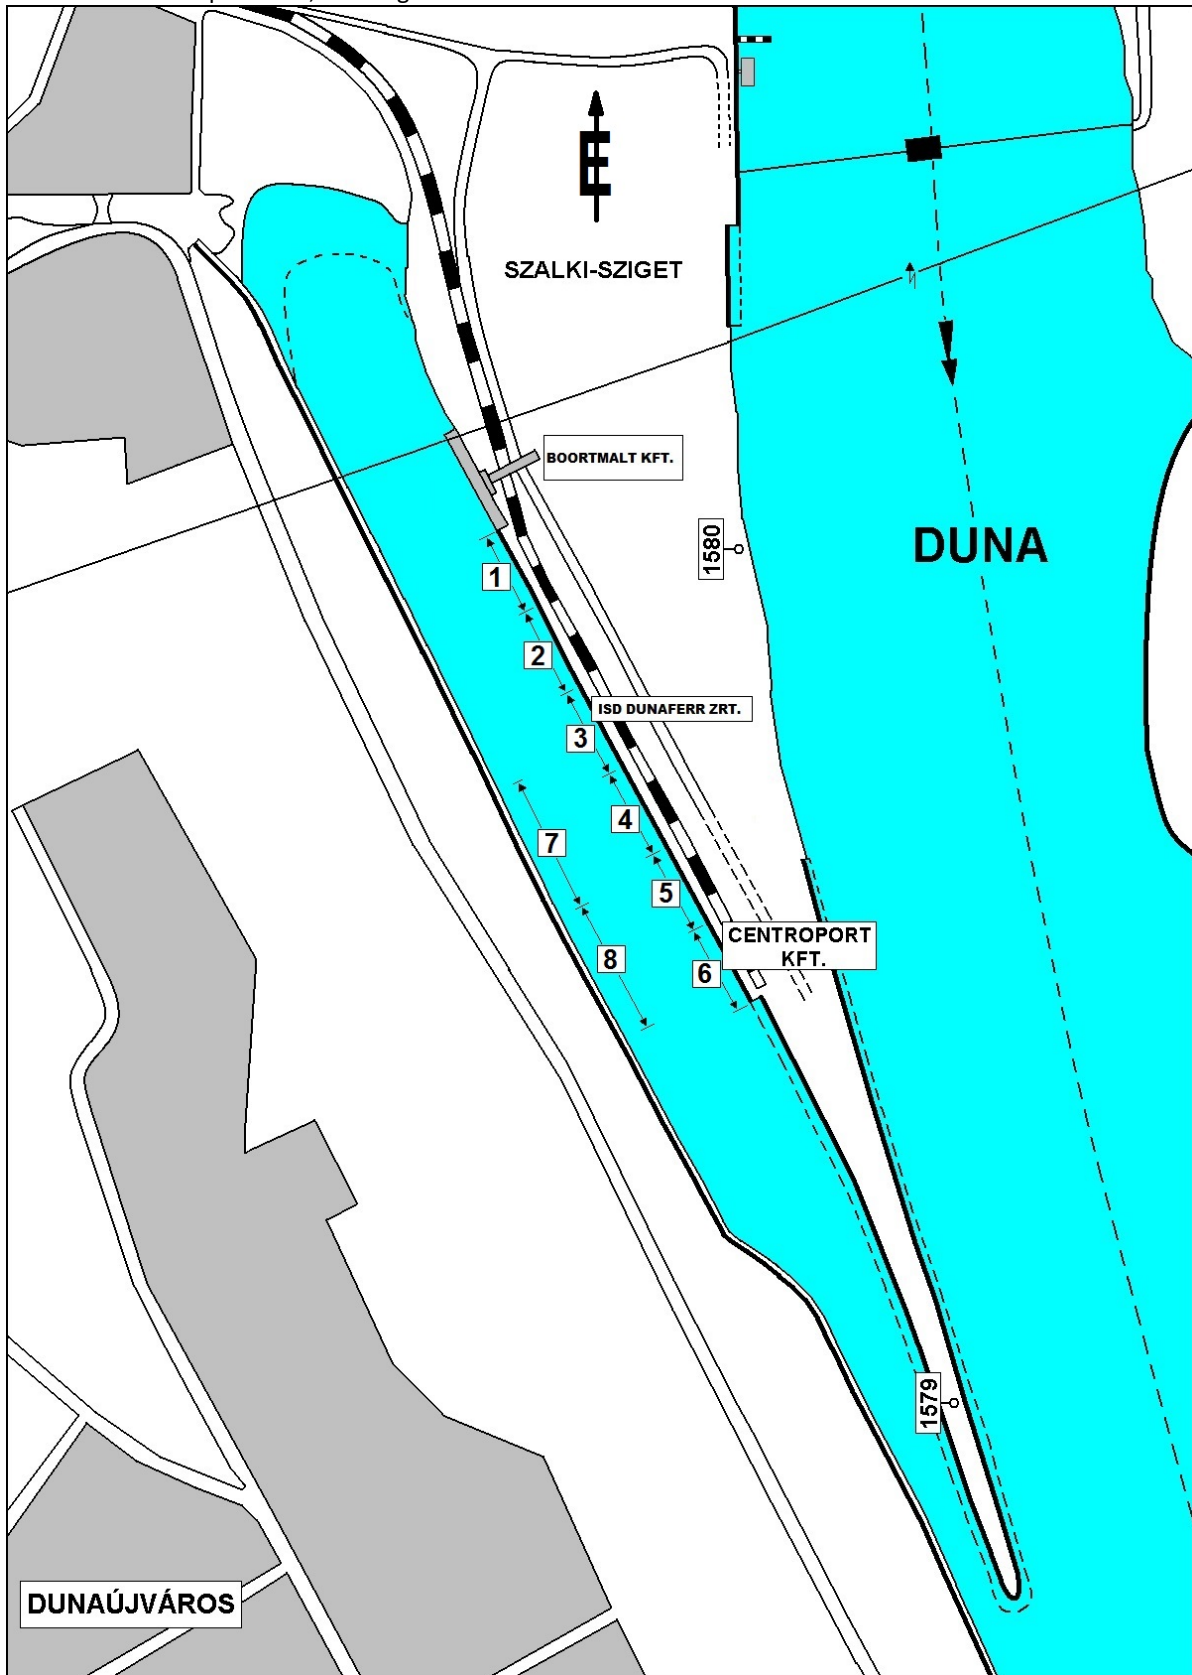 E
SZALKI-SZIGET
BOORTMALT KFT.
1580
DUNA
1
2
ISD DUNAFERR ZRT.
3
4
7
5
CENTROPORT
KFT.
8
6
1579
DUNAÚJVÁROS